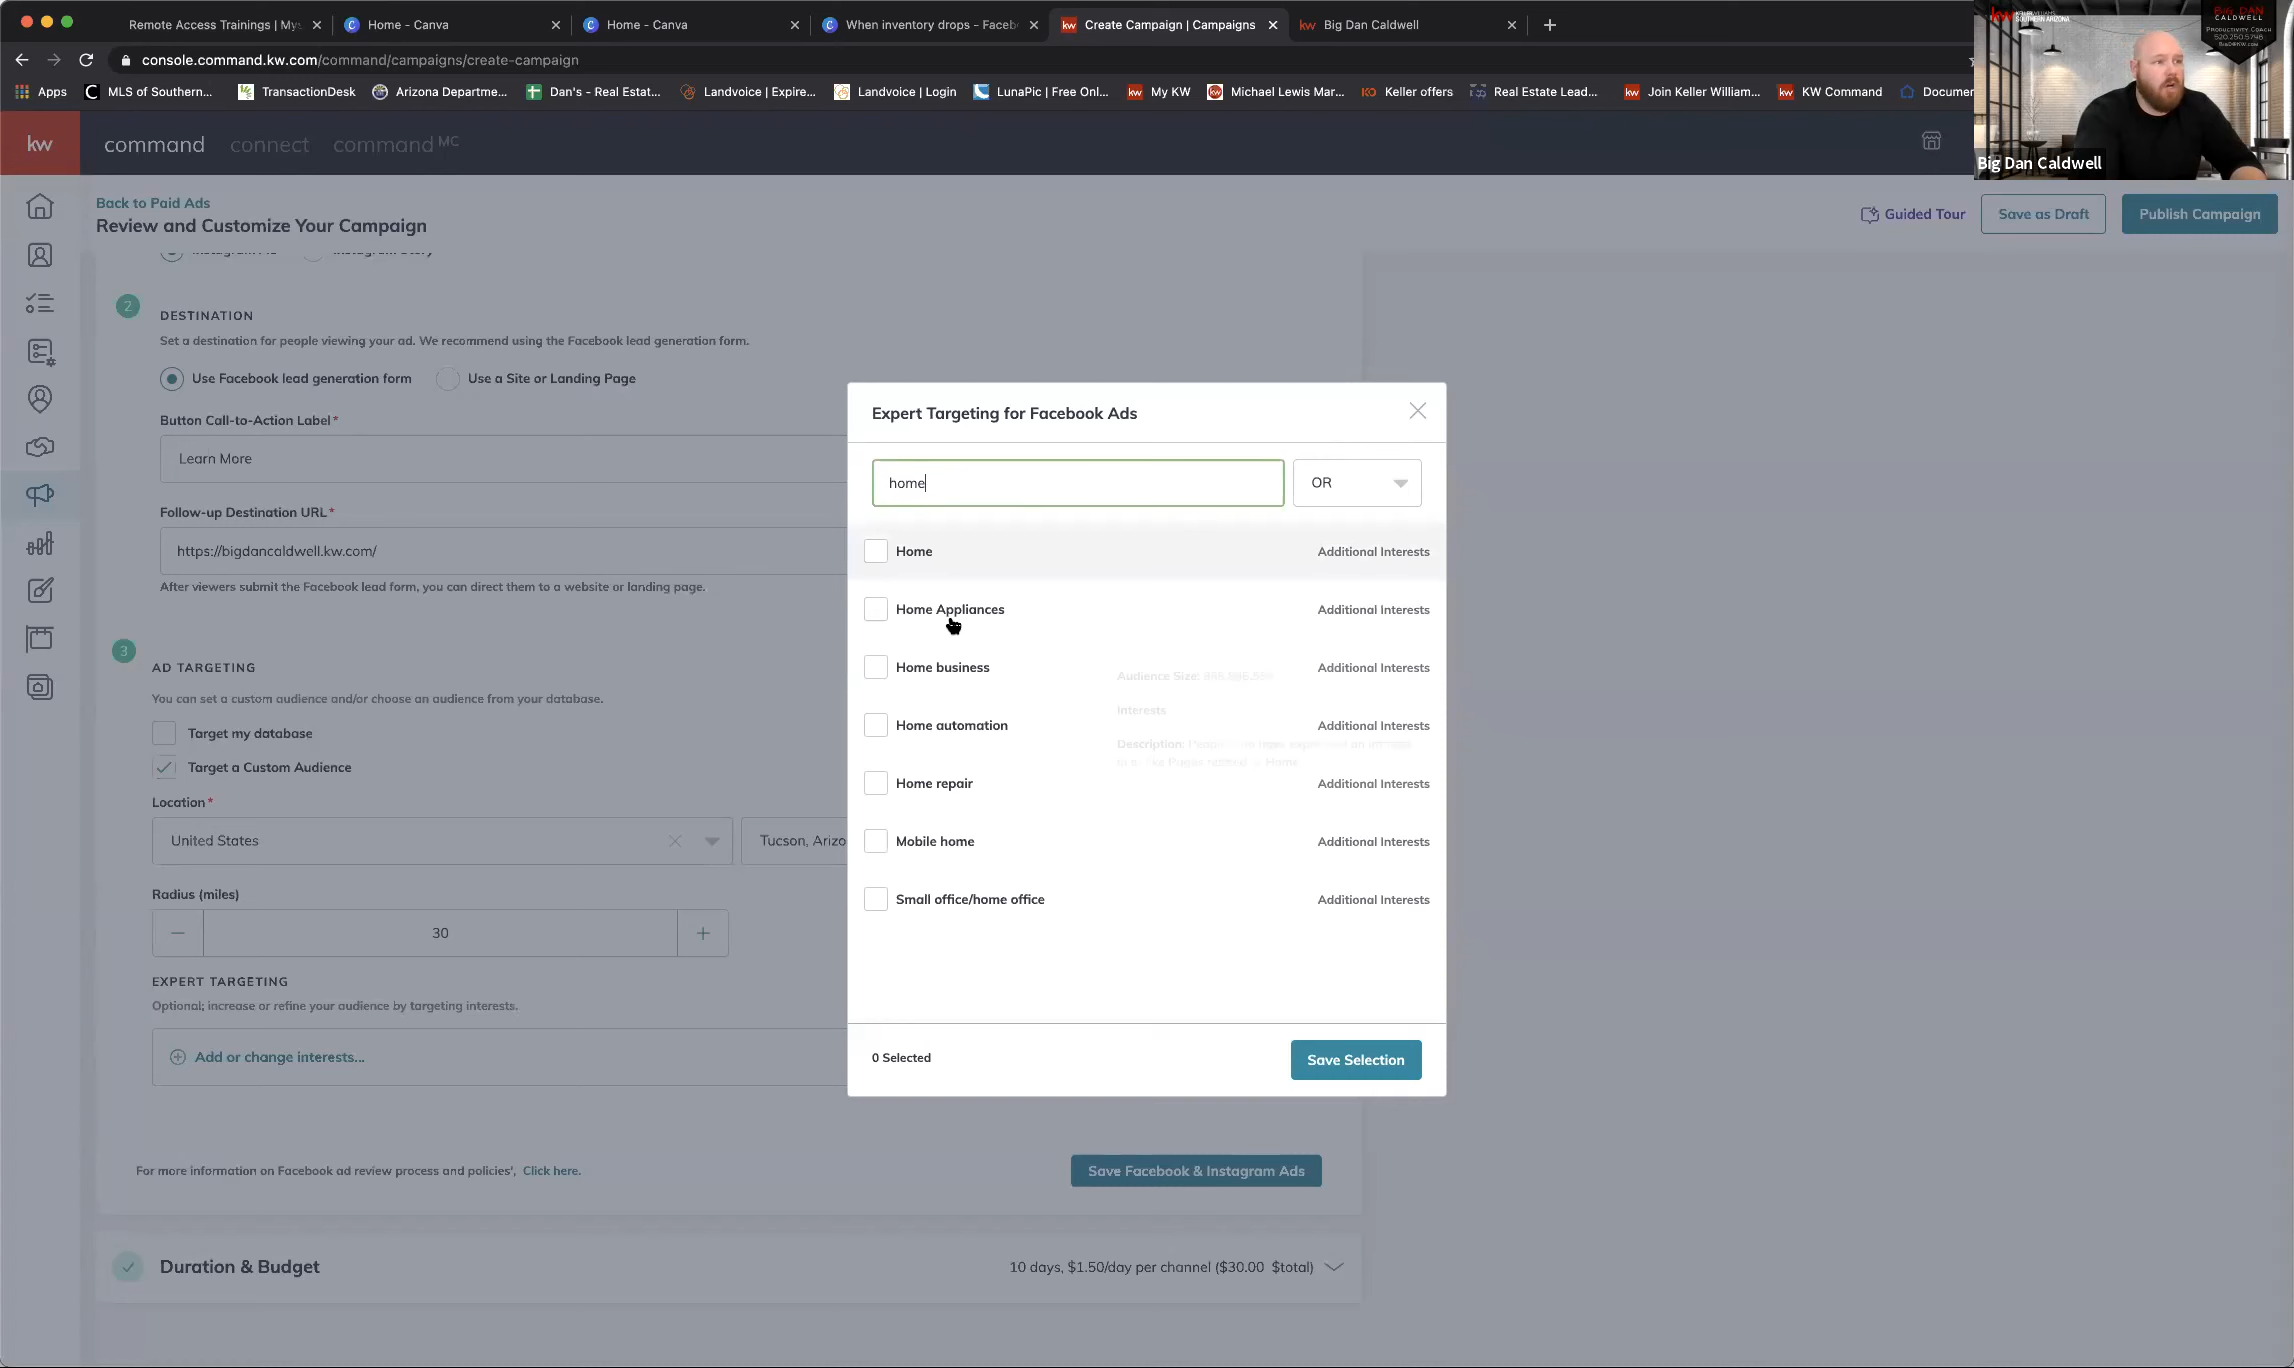 Remote Access Trainings | Mys
Home - Canva
Home - Canva
When inventory drops - Faceb
Create Campaign | Campaigns
Big Dan Caldwell
console.command.kw.com/command/campaigns/create-campaign
Apps
MLS of Southern...
TransactionDesk
Arizona Departme...
Dan's - Real Estat...
Landvoice | Expire...
Landvoice | Login
LunaPic | Free Onl...
My KW
Michael Lewis Mar...
Keller offers
Real Estate Lead...
Join Keller William...
KW Command
Documen
kw
SOUTHERN ARIZONA
BIG DAN
CALDWELL
PRODUCTIVITY COACH
520.250.5798
Big Dan Caldwell
kw
command
connect
command MC
Back to Paid Ads
Review and Customize Your Campaign
Guided Tour
Save as Draft
Publish Campaign
2
DESTINATION
Set a destination for people viewing your ad. We recommend using the Facebook lead generation form.
Use Facebook lead generation form
Use a Site or Landing Page
Button Call-to-Action Label*
Learn More
Follow-up Destination URL*
https://bigdancaldwell.kw.com/
After viewers submit the Facebook lead form, you can direct them to a website or landing page.
3
AD TARGETING
You can set a custom audience and/or choose an audience from your database.
Target my database
Target a Custom Audience
Location*
United States
Tucson, Arizo
Radius (miles)
30
EXPERT TARGETING
Optional; increase or refine your audience by targeting interests.
Add or change interests...
For more information on Facebook ad review process and policies', Click here.
Save Facebook & Instagram Ads
Duration & Budget
10 days, $1.50/day per channel ($30.00 $total)
Expert Targeting for Facebook Ads
home
OR
Home
Additional Interests
Home Appliances
Additional Interests
Home business
Additional Interests
Audience Size:
Interests
Home automation
Additional Interests
Description:
Home repair
Additional Interests
Mobile home
Additional Interests
Small office/home office
Additional Interests
0 Selected
Save Selection